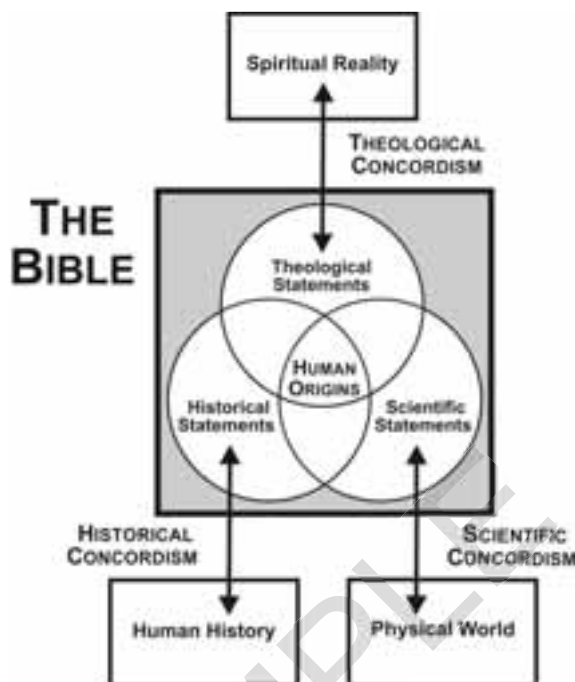 Spiritual Reality
THEOLOGICAL
CONCORDISM
THE
BIBLE
Theological
Statements
HUMAN
ORIGINS
Historical
Statements
Scientific
Statements
HISTORICAL
CONCORDISM
SCIENTIFIC
CONCORDISM
Human History
Physical World